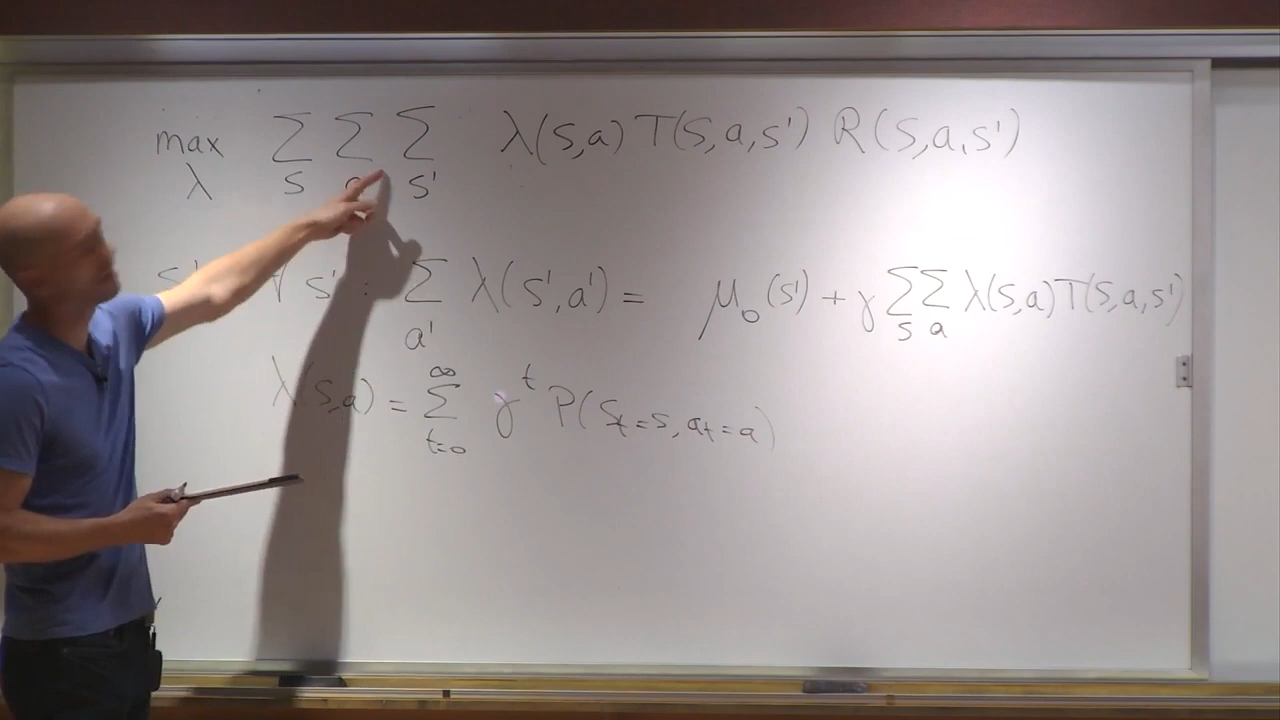 max λ ∑ s ∑ ∑ s' λ(s,a) T(s,a,s') R(s,a,s')
∀ s' : ∑ a' λ(s',a') = μ₀(s') + γ ∑ s ∑ a λ(s,a) T(s,a,s')
λ(s,a) = ∑ t=0 ∞ γ^t P(s_t=s, a_t=a)